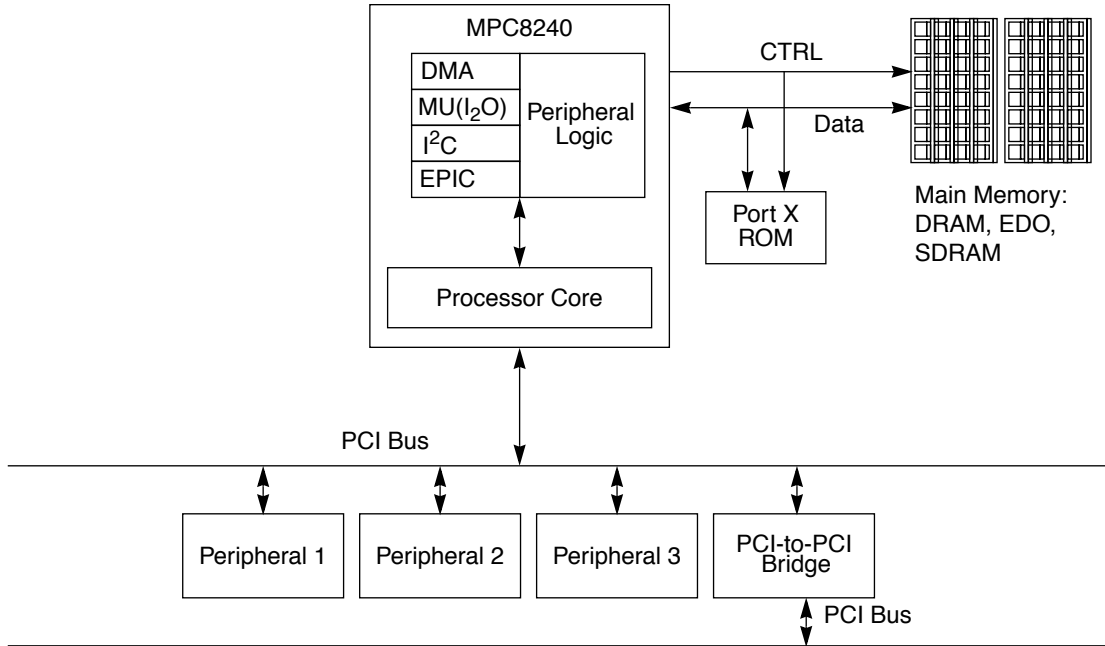 MPC8240
DMA
MU(I₂O)
I²C
EPIC
Peripheral
Logic
Processor Core
CTRL
Data
Port X
ROM
Main Memory:
DRAM, EDO,
SDRAM
PCI Bus
Peripheral 1
Peripheral 2
Peripheral 3
PCI-to-PCI
Bridge
PCI Bus